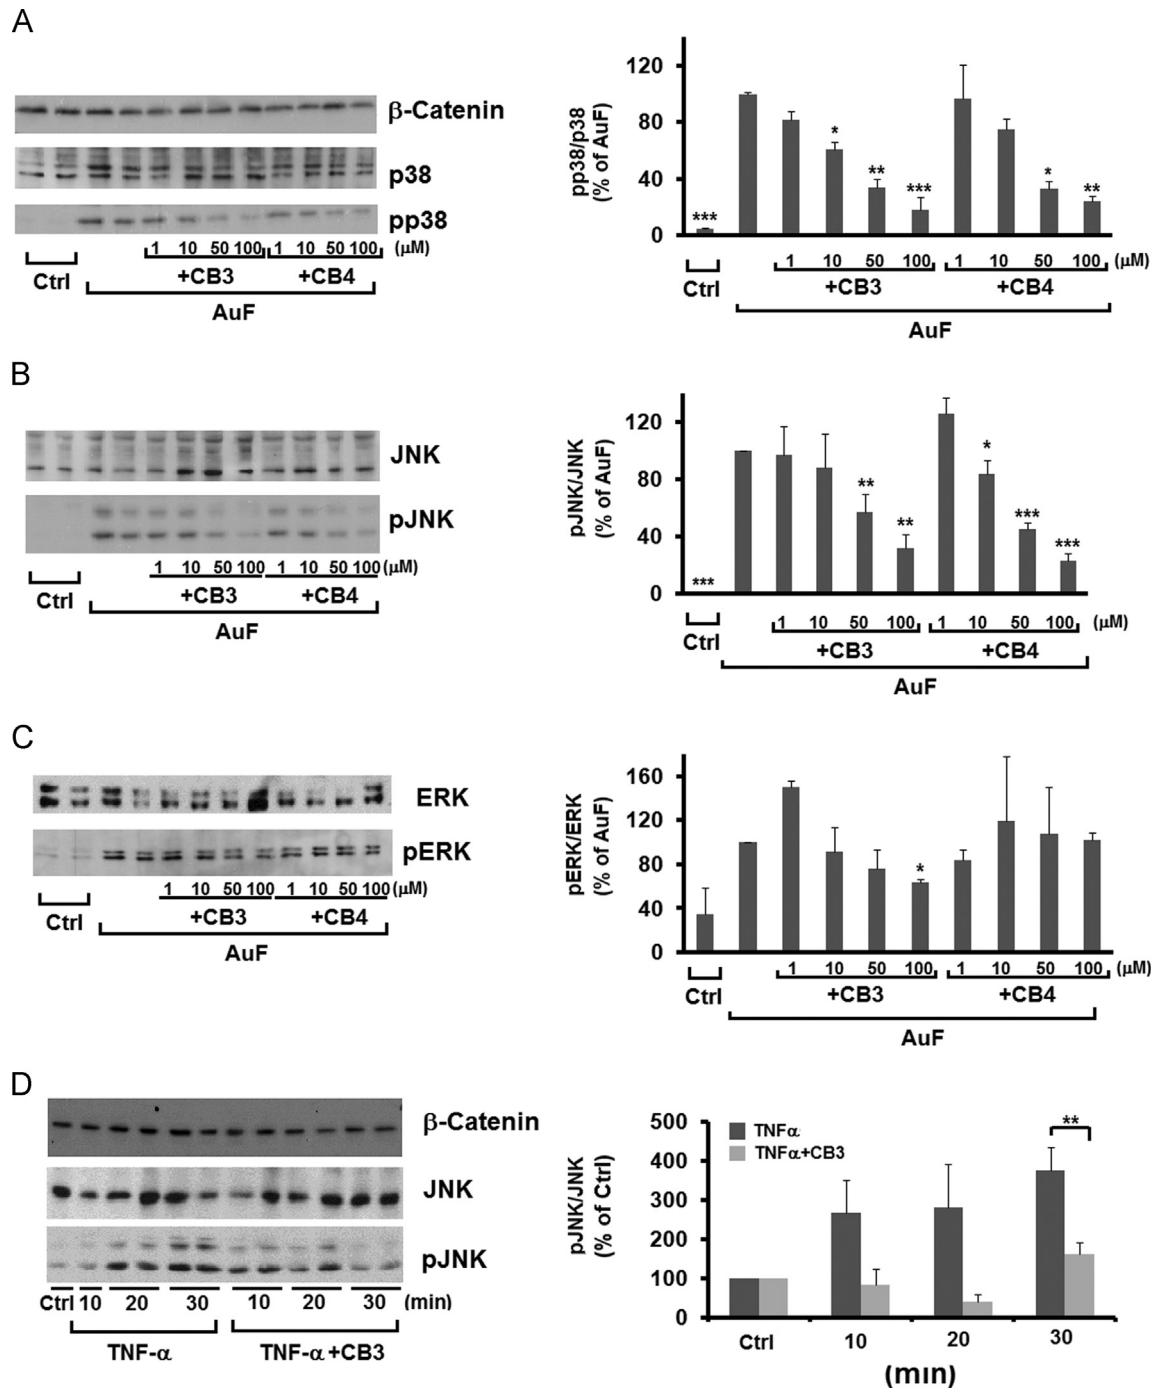 A
β-Catenin
p38
pp38
1 10 50 100 1 10 50 100 (μM)
Ctrl +CB3 +CB4
AuF
pp38/p38
(% of AuF)
120
80
40
0
***
*
**
***
*
**
1 10 50 100 1 10 50 100 (μM)
Ctrl +CB3 +CB4
AuF
B
JNK
pJNK
1 10 50 100 1 10 50 100 (μM)
Ctrl +CB3 +CB4
AuF
pJNK/JNK
(% of AuF)
120
80
40
0
***
**
**
*
***
***
1 10 50 100 1 10 50 100 (μM)
Ctrl +CB3 +CB4
AuF
C
ERK
pERK
1 10 50 100 1 10 50 100 (μM)
Ctrl +CB3 +CB4
AuF
pERK/ERK
(% of AuF)
160
120
80
40
0
*
1 10 50 100 1 10 50 100 (μM)
Ctrl +CB3 +CB4
AuF
D
β-Catenin
JNK
pJNK
Ctrl 10 20 30 10 20 30 (min)
TNF-α TNF-α+CB3
pJNK/JNK
(% of Ctrl)
500
400
300
200
100
0
TNFα
TNFα+CB3
**
Ctrl 10 20 30
(min)